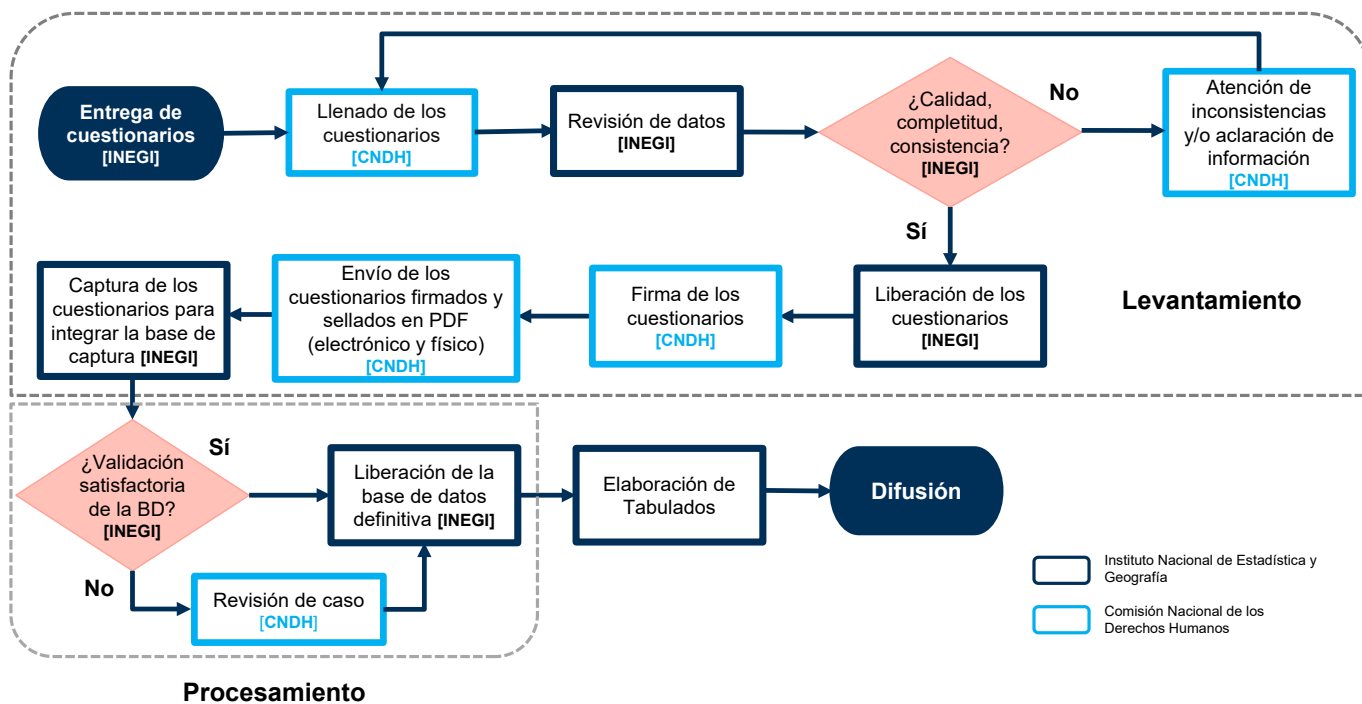 Entrega de
cuestionarios
[INEGI]
Llenado de los
cuestionarios
[CNDH]
Revisión de datos
[INEGI]
¿Calidad,
completitud,
consistencia?
[INEGI]
No
Atención de
inconsistencias
y/o aclaración de
información
[CNDH]
Sí
Captura de los
cuestionarios para
integrar la base de
captura [INEGI]
Envío de los
cuestionarios firmados y
sellados en PDF
(electrónico y físico)
[CNDH]
Firma de los
cuestionarios
[CNDH]
Liberación de los
cuestionarios
[INEGI]
Levantamiento
¿Validación
satisfactoria
de la BD?
[INEGI]
Sí
Liberación de la
base de datos
definitiva [INEGI]
Elaboración de
Tabulados
Difusión
No
Revisión de caso
[CNDH]
Instituto Nacional de Estadística y
Geografía
Comisión Nacional de los
Derechos Humanos
Procesamiento